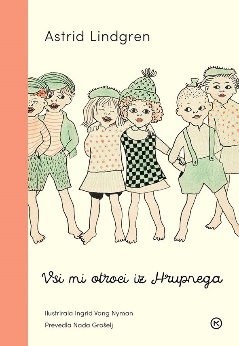 Astrid Lindgren
Vsi mi otroci iz Hrupnega
Ilustrirala Ingrid Vang Nyman
Prevedla Nada Grošelj